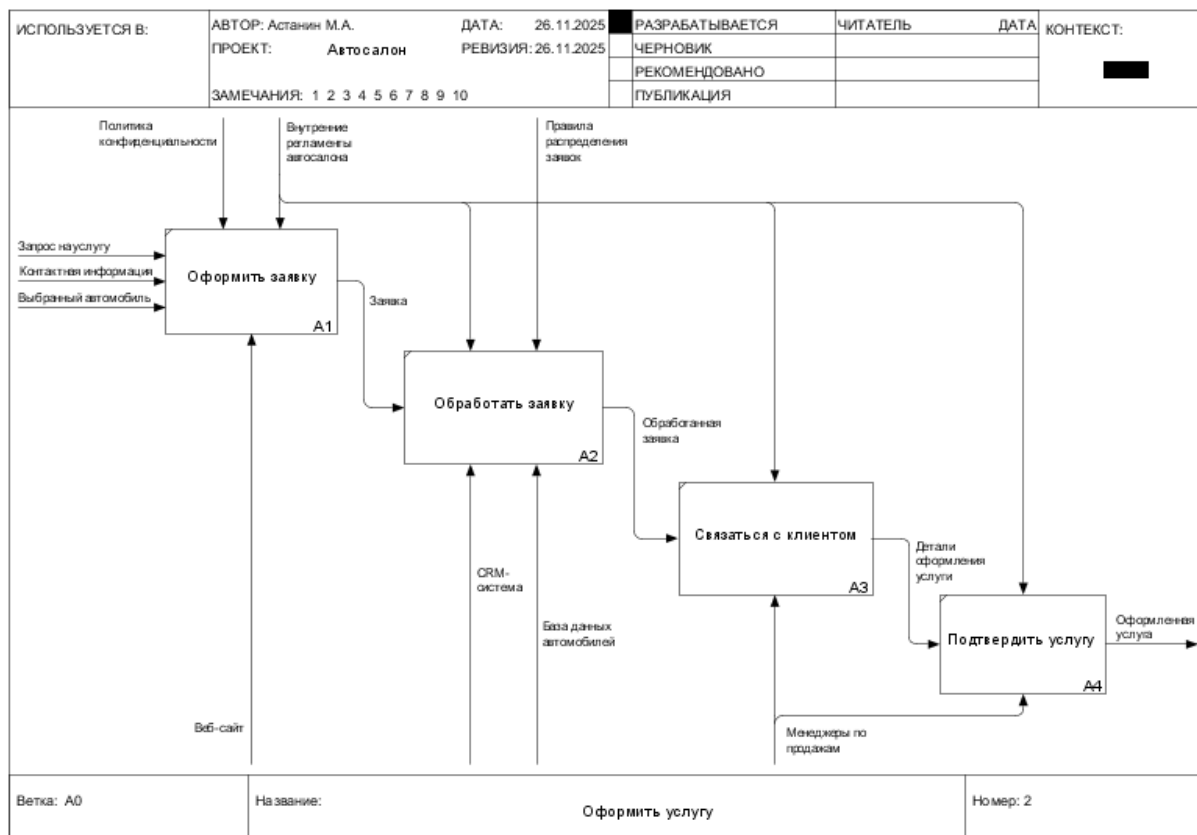 ИСПОЛЬЗУЕТСЯ В:
АВТОР: Астанин М.А.
ДАТА: 26.11.2025
ПРОЕКТ: Автосалон
РЕВИЗИЯ: 26.11.2025
ЗАМЕЧАНИЯ: 1 2 3 4 5 6 7 8 9 10
РАЗРАБАТЫВАЕТСЯ
ЧЕРНОВИК
РЕКОМЕНДОВАНО
ПУБЛИКАЦИЯ
ЧИТАТЕЛЬ
ДАТА
КОНТЕКСТ:
Политика
конфиденциальности
Внутренние
регламенты
автосалона
Правила
распределения
заявок
Запрос на услугу
Контактная информация
Выбранный автомобиль
Оформить заявку
A1
Заявка
Обработать заявку
A2
Обработанная
заявка
Связаться с клиентом
A3
Детали
оформления
услуги
Подтвердить услугу
A4
Оформленная
услуга
CRM-
система
База данных
автомобилей
Веб-сайт
Менеджеры по
продажам
Ветка: A0
Название:
Оформить услугу
Номер: 2